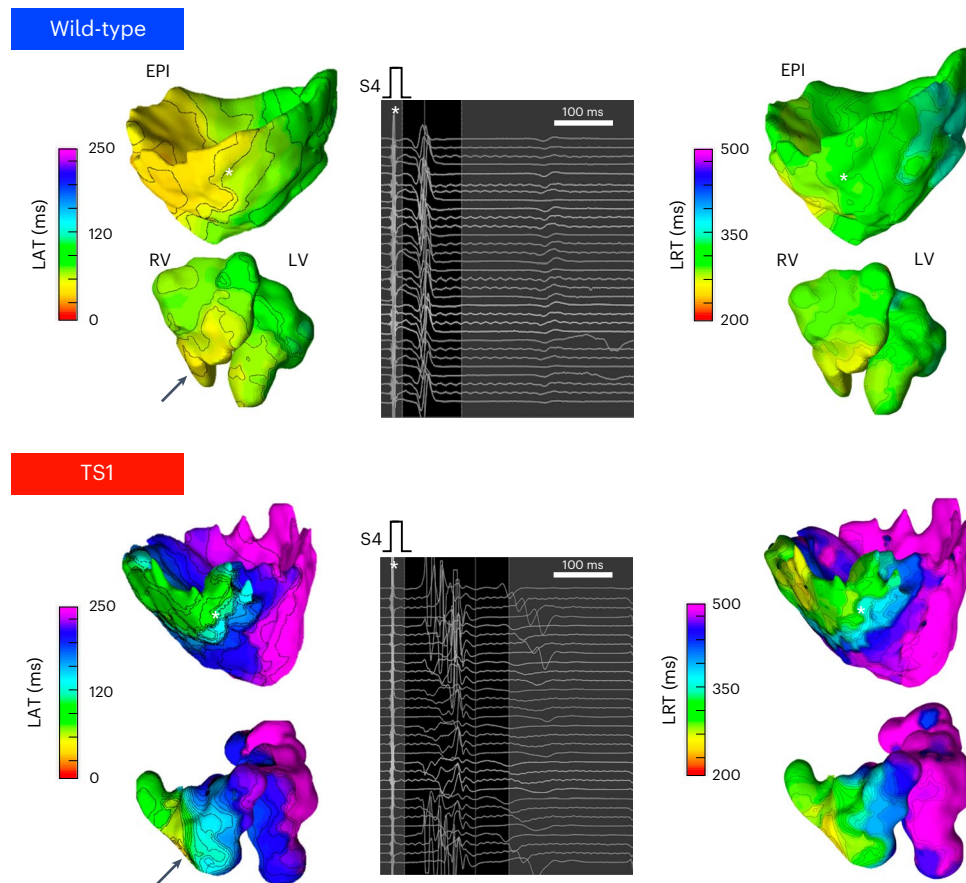 Wild-type
EPI
EPI
S4
*
100 ms
250
120
0
LAT (ms)
*
RV
LV
500
350
200
LRT (ms)
*
RV
LV
TS1
S4
*
100 ms
250
120
0
LAT (ms)
*
500
350
200
LRT (ms)
*